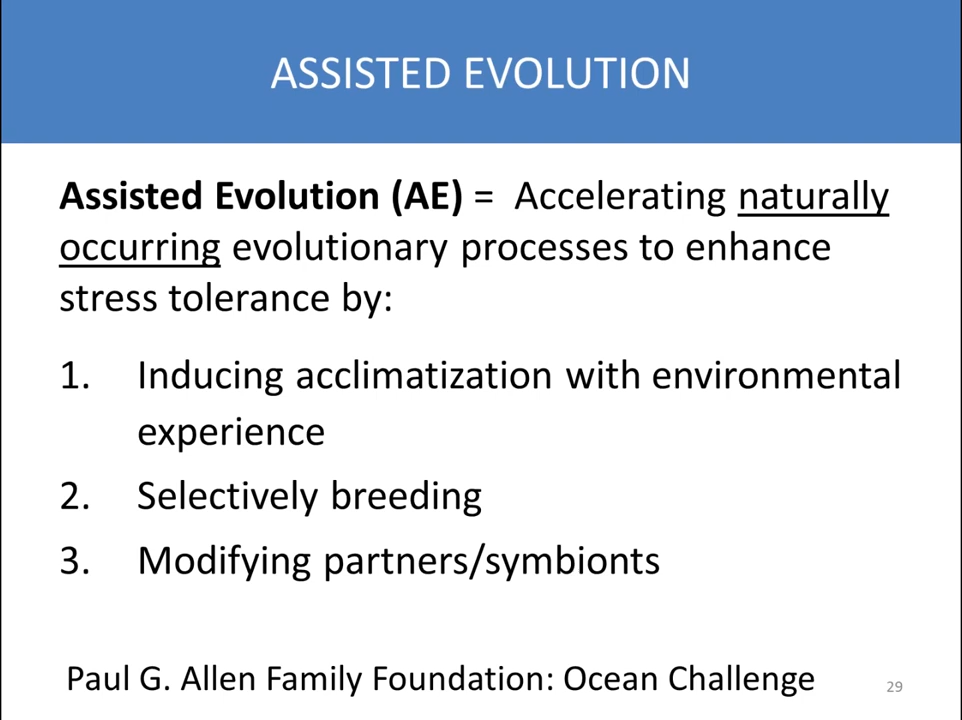 ASSISTED EVOLUTION
Assisted Evolution (AE) = Accelerating naturally
occurring evolutionary processes to enhance
stress tolerance by:
1. Inducing acclimatization with environmental
experience
2. Selectively breeding
3. Modifying partners/symbionts
Paul G. Allen Family Foundation: Ocean Challenge
29